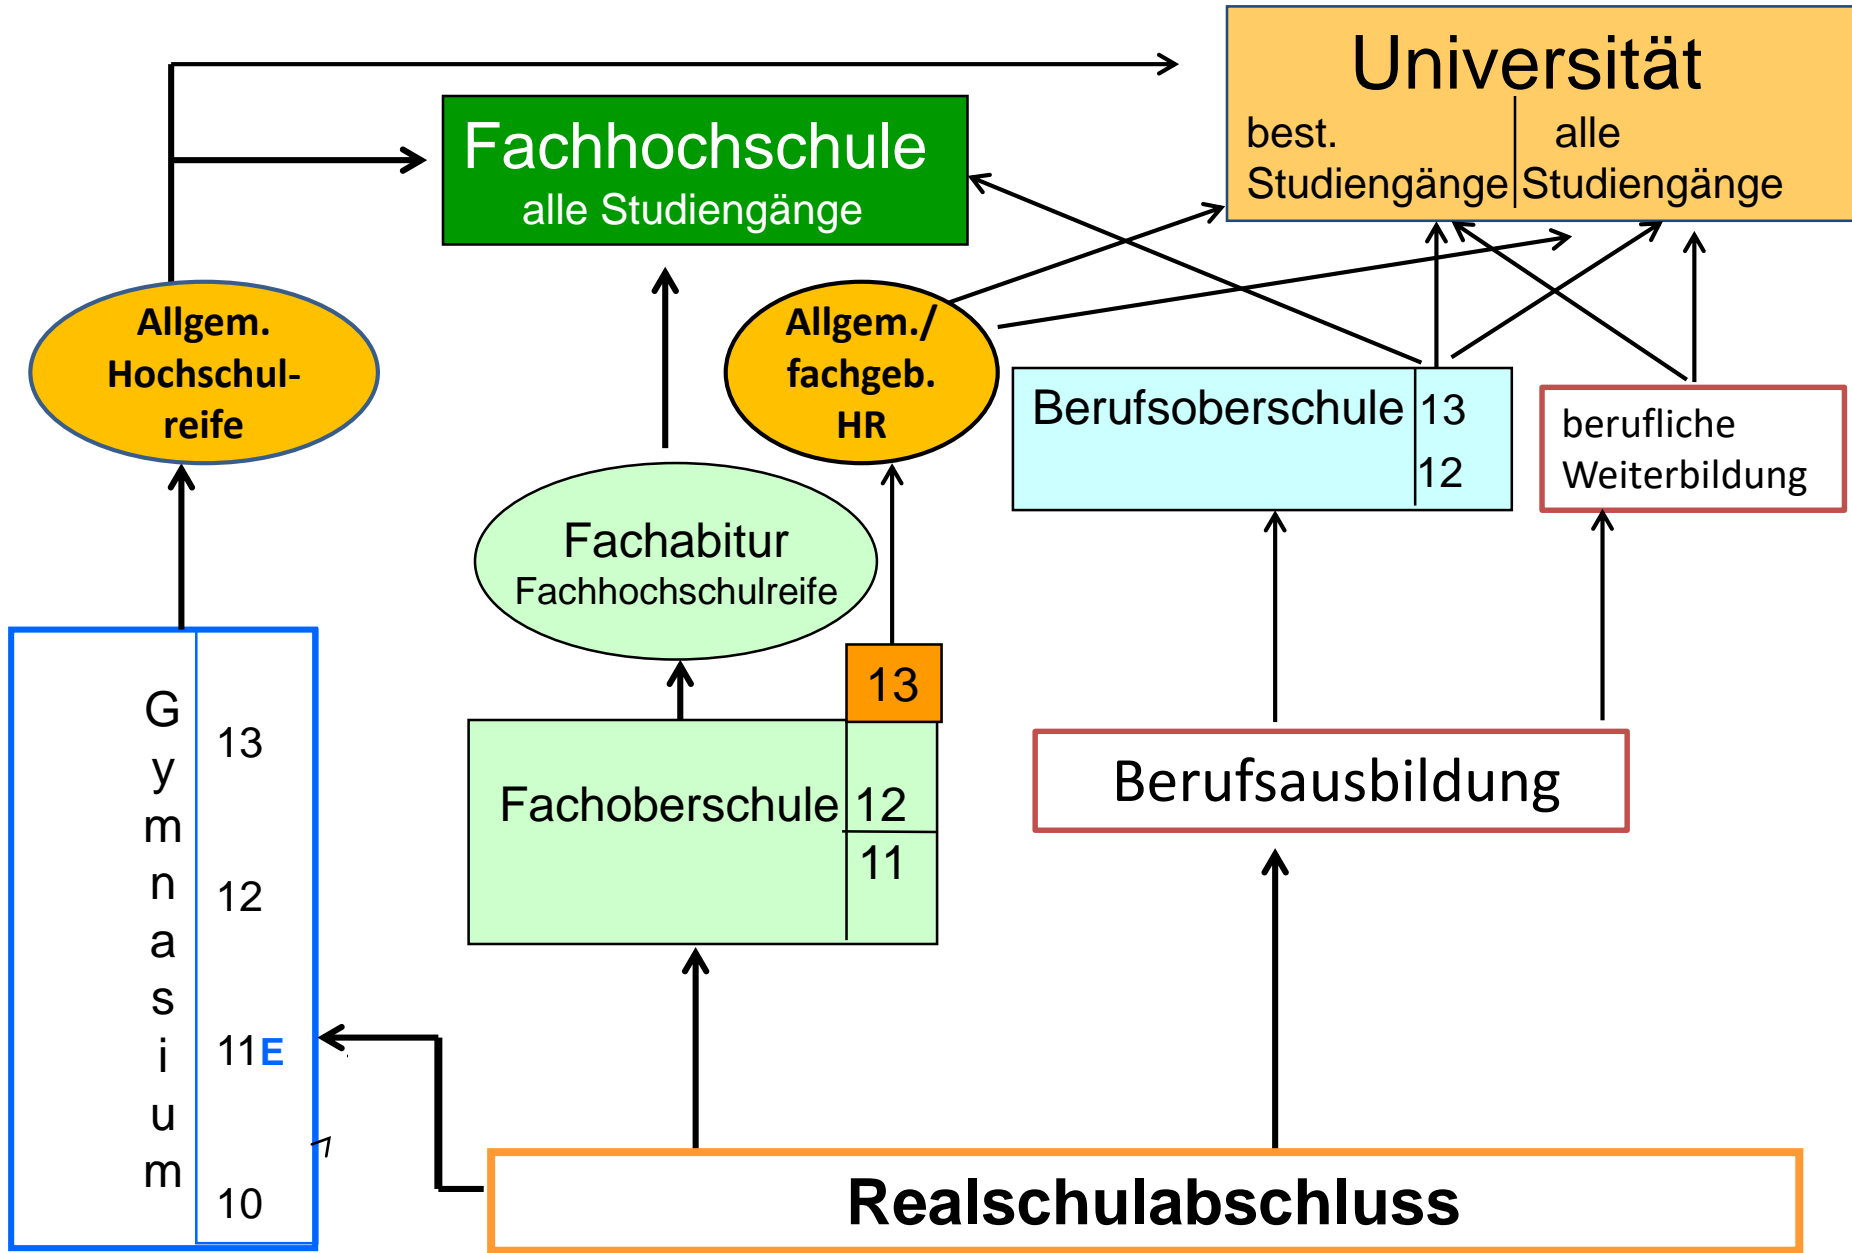 Universität
best.
alle
Studiengänge
Studiengänge
Fachhochschule
alle Studiengänge
Allgem.
Hochschul-
reife
Allgem./
fachgeb.
HR
Berufsoberschule
13
12
berufliche
Weiterbildung
Fachabitur
Fachhochschulreife
Gymnasium
13
12
11E
10
13
Fachoberschule
12
11
Berufsausbildung
Realschulabschluss